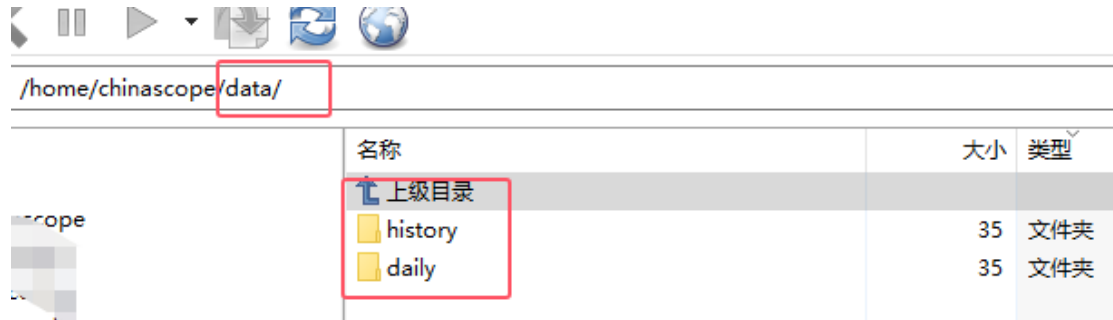 /home/chinascope/data/
名称 大小 类型
上级目录
scope
history 35 文件夹
daily 35 文件夹